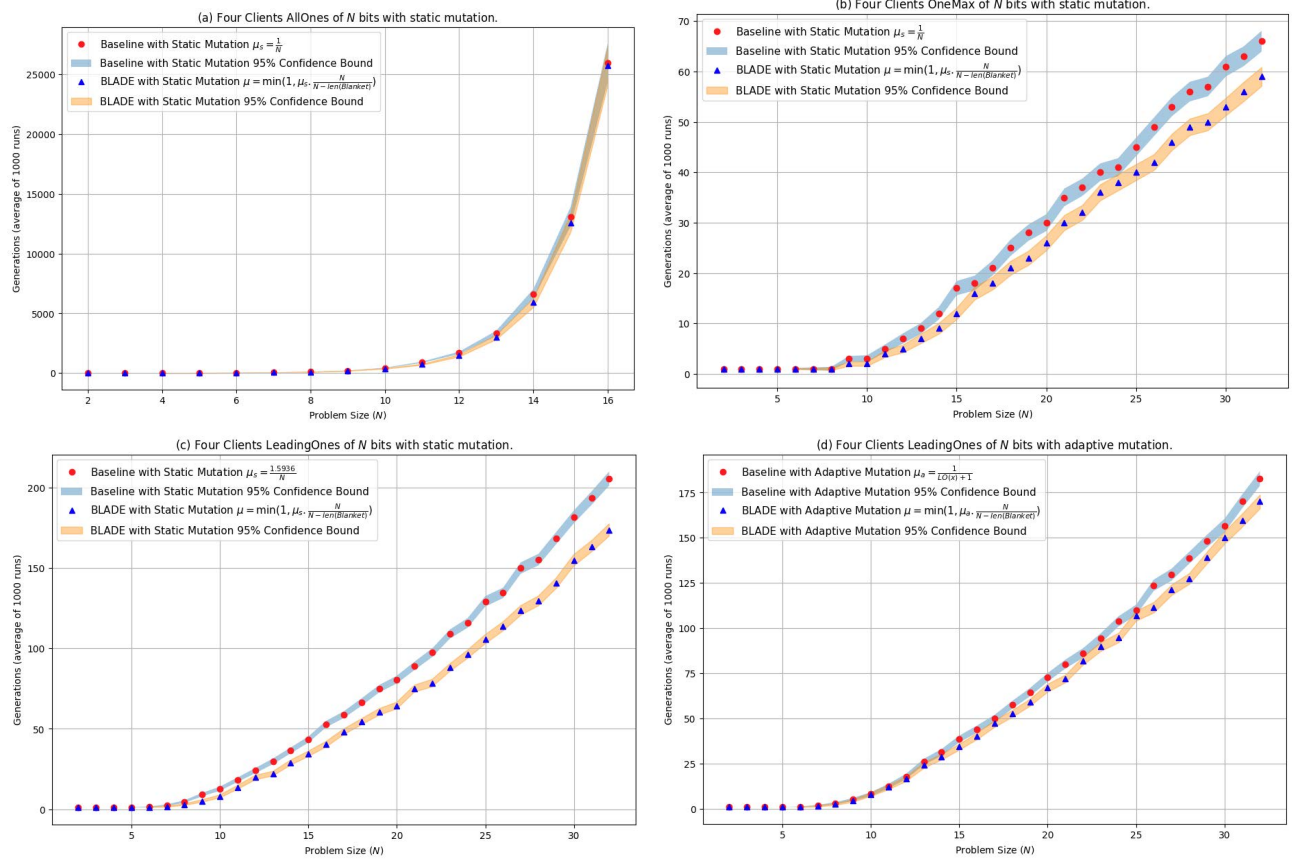 (a) Four Clients AllOnes of N bits with static mutation.
Baseline with Static Mutation μ_s = 1/N
Baseline with Static Mutation 95% Confidence Bound
BLADE with Static Mutation μ = min(1, μ_s. N/(N−len(Blanket)))
BLADE with Static Mutation 95% Confidence Bound
Generations (average of 1000 runs)
25000
20000
15000
10000
5000
0
2 4 6 8 10 12 14 16
Problem Size (N)
(b) Four Clients OneMax of N bits with static mutation.
Baseline with Static Mutation μ_s = 1/N
Baseline with Static Mutation 95% Confidence Bound
BLADE with Static Mutation μ = min(1, μ_s. N/(N−len(Blanket)))
BLADE with Static Mutation 95% Confidence Bound
Generations (average of 1000 runs)
70
60
50
40
30
20
10
0
5 10 15 20 25 30
Problem Size (N)
(c) Four Clients LeadingOnes of N bits with static mutation.
Baseline with Static Mutation μ_s = 1.5936/N
Baseline with Static Mutation 95% Confidence Bound
BLADE with Static Mutation μ = min(1, μ_s. N/(N−len(Blanket)))
BLADE with Static Mutation 95% Confidence Bound
Generations (average of 1000 runs)
200
150
100
50
0
5 10 15 20 25 30
Problem Size (N)
(d) Four Clients LeadingOnes of N bits with adaptive mutation.
Baseline with Adaptive Mutation μ_a = 1/(LO(x)+1)
Baseline with Adaptive Mutation 95% Confidence Bound
BLADE with Adaptive Mutation μ = min(1, μ_a. N/(N−len(Blanket)))
BLADE with Adaptive Mutation 95% Confidence Bound
Generations (average of 1000 runs)
175
150
125
100
75
50
25
0
5 10 15 20 25 30
Problem Size (N)